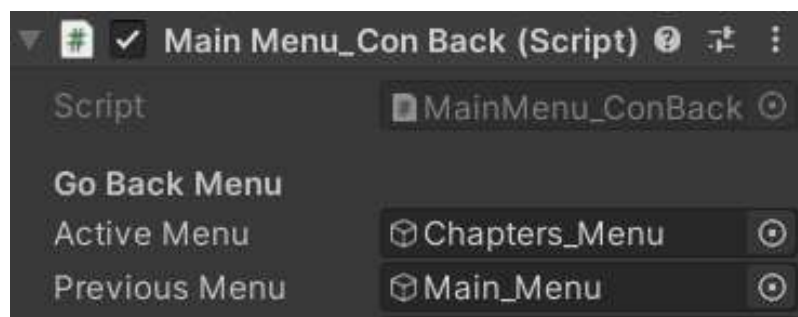 # Main Menu_Con Back (Script)
Script # MainMenu_ConBack
Go Back Menu
Active Menu Chapters_Menu
Previous Menu Main_Menu